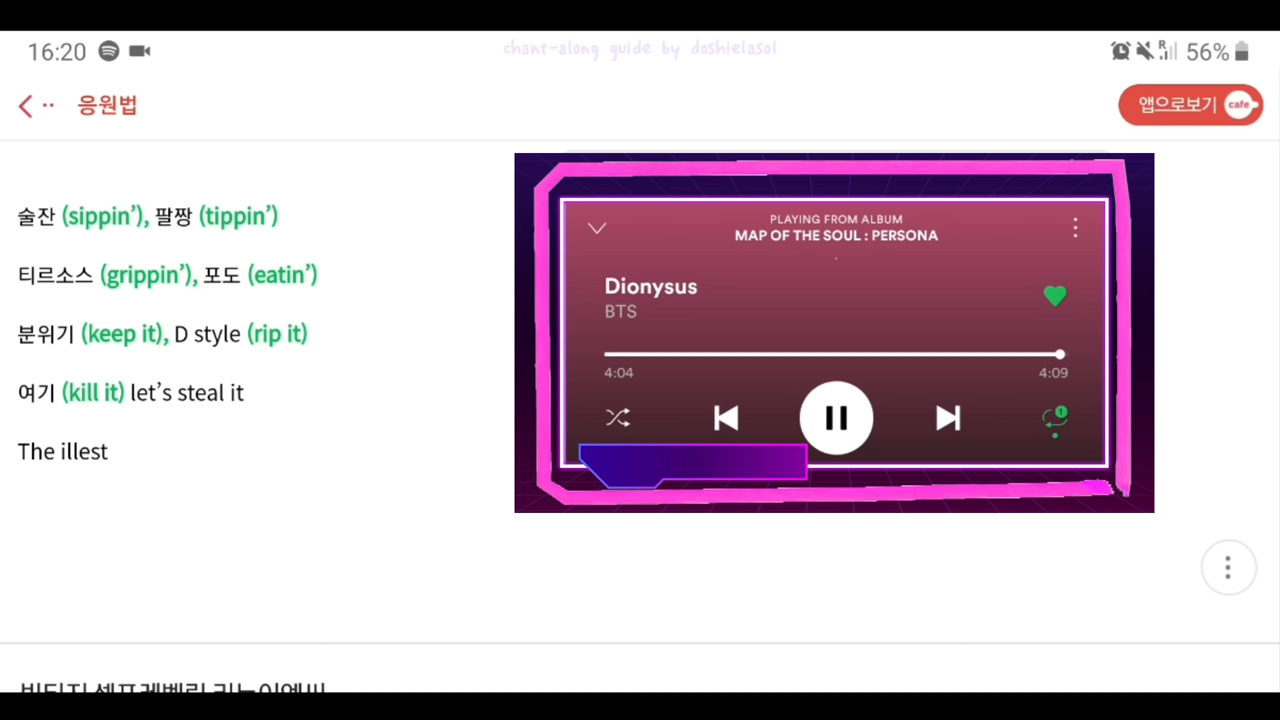 16:20
chant-along guide by doshielasol
R
56%
응원법
앱으로보기
cafe
술잔 (sippin’), 팔짱 (tippin’)
티르소스 (grippin’), 포도 (eatin’)
분위기 (keep it), D style (rip it)
여기 (kill it) let’s steal it
The illest
PLAYING FROM ALBUM
MAP OF THE SOUL : PERSONA
Dionysus
BTS
4:04
4:09
1